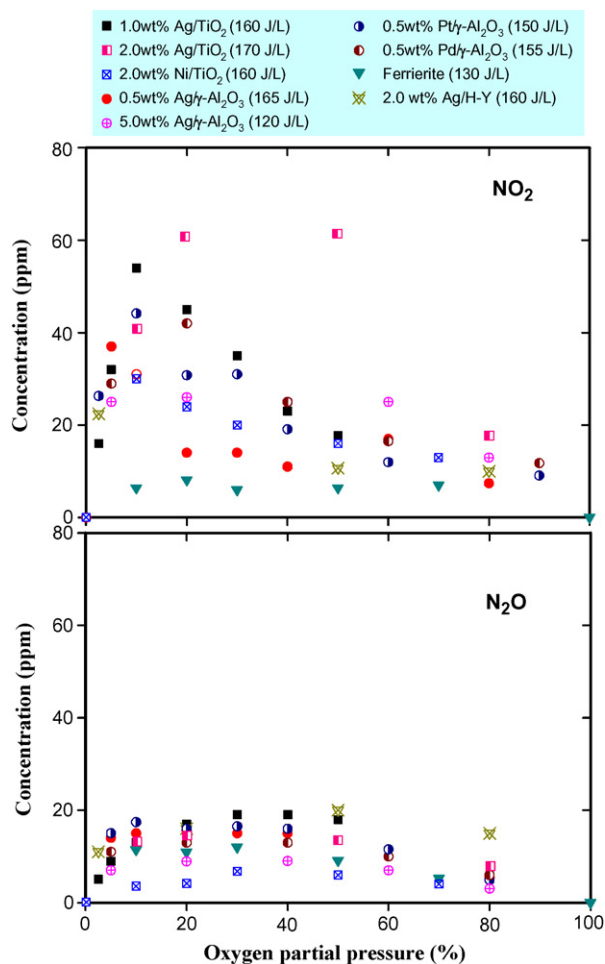 1.0wt% Ag/TiO₂ (160 J/L)
2.0wt% Ag/TiO₂ (170 J/L)
2.0wt% Ni/TiO₂ (160 J/L)
0.5wt% Ag/γ-Al₂O₃ (165 J/L)
5.0wt% Ag/γ-Al₂O₃ (120 J/L)
0.5wt% Pt/γ-Al₂O₃ (150 J/L)
0.5wt% Pd/γ-Al₂O₃ (155 J/L)
Ferrierite (130 J/L)
2.0 wt% Ag/H-Y (160 J/L)
80
60
40
20
0
Concentration (ppm)
NO₂
80
60
40
20
0
Concentration (ppm)
N₂O
0 20 40 60 80 100
Oxygen partial pressure (%)